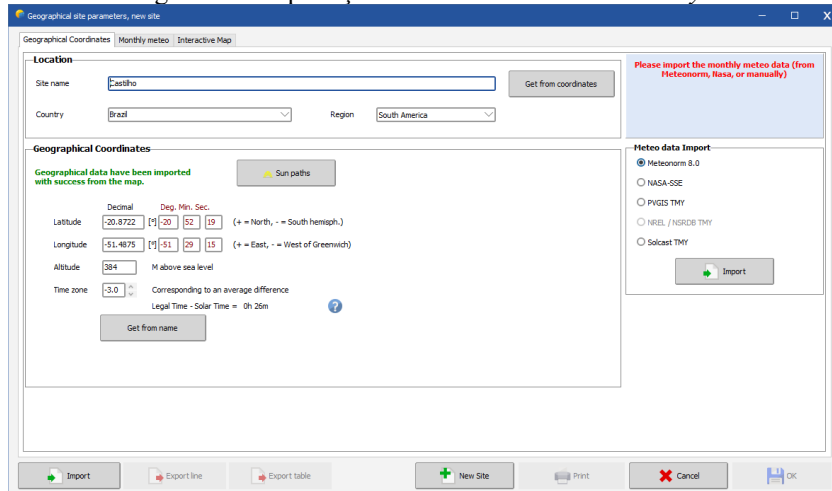 Geographical site parameters, new site
Geographical Coordinates Monthly meteo Interactive Map
Location
Site name Castilho Get from coordinates
Country Brazil Region South America
Please import the monthly meteo data (from
Meteonorm, Nasa, or manually)
Geographical Coordinates
Geographical data have been imported
with success from the map.
Sun paths
Decimal Deg. Min. Sec.
Latitude -20.8722 [°] -20 52 19 (+ = North, - = South hemisph.)
Longitude -51.4875 [°] -51 29 15 (+ = East, - = West of Greenwich)
Altitude 384 M above sea level
Time zone -3.0 Corresponding to an average difference
Legal Time - Solar Time = 0h 26m ?
Get from name
Meteo data Import
Meteonorm 8.0
NASA-SSE
PVGIS TMY
NREL / NSRDB TMY
Solcast TMY
Import
Import Export line Export table New Site Print Cancel OK